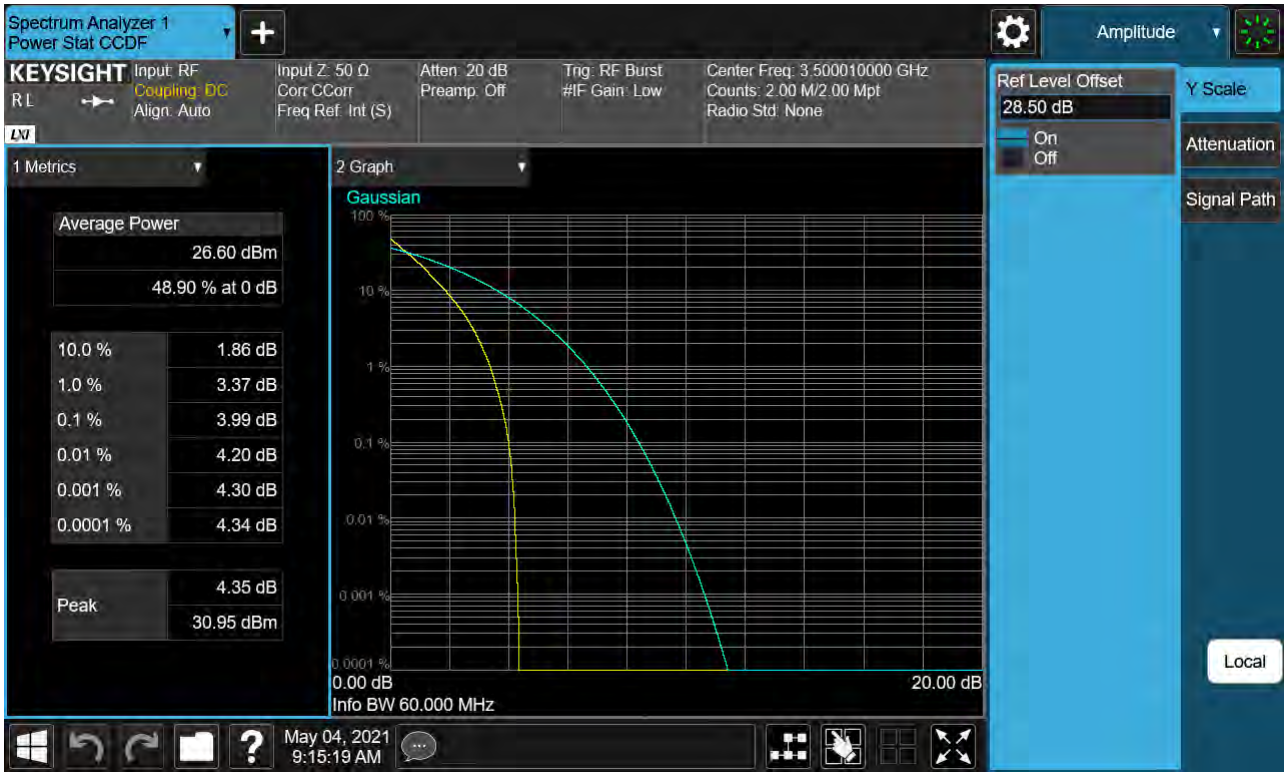 Spectrum Analyzer 1
Power Stat CCDF
▼
+
Amplitude
▼
KEYSIGHT
RL
LXI
Input: RF
Coupling: DC
Align: Auto
Input Z: 50 Ω
Corr CCorr
Freq Ref: Int (S)
Atten: 20 dB
Preamp: Off
Trig: RF Burst
#IF Gain: Low
Center Freq: 3.500010000 GHz
Counts: 2.00 M/2.00 Mpt
Radio Std: None
Ref Level Offset
28.50 dB
On
Off
Y Scale
Attenuation
Signal Path
Local
1 Metrics ▼
Average Power
26.60 dBm
48.90 % at 0 dB
10.0 % 1.86 dB
1.0 % 3.37 dB
0.1 % 3.99 dB
0.01 % 4.20 dB
0.001 % 4.30 dB
0.0001 % 4.34 dB
Peak
4.35 dB
30.95 dBm
2 Graph ▼
Gaussian
100 %
10 %
1 %
0.1 %
0.01 %
0.001 %
0.0001 %
0.00 dB 20.00 dB
Info BW 60.000 MHz
?
May 04, 2021
9:15:19 AM